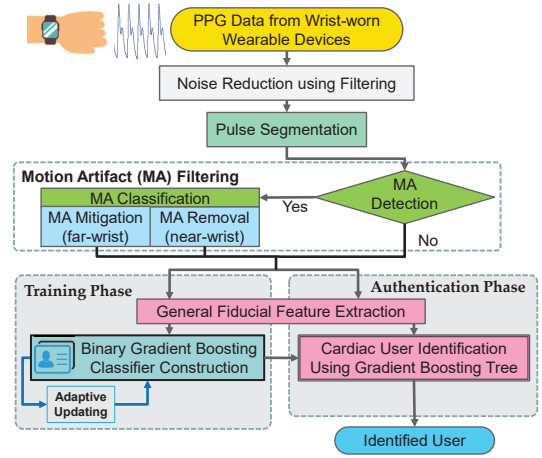 PPG Data from Wrist-worn
Wearable Devices
Noise Reduction using Filtering
Pulse Segmentation
Motion Artifact (MA) Filtering
MA Classification
MA Mitigation
(far-wrist)
MA Removal
(near-wrist)
Yes
MA
Detection
No
Training Phase
Authentication Phase
General Fiducial Feature Extraction
Binary Gradient Boosting
Classifier Construction
Cardiac User Identification
Using Gradient Boosting Tree
Adaptive
Updating
Identified User